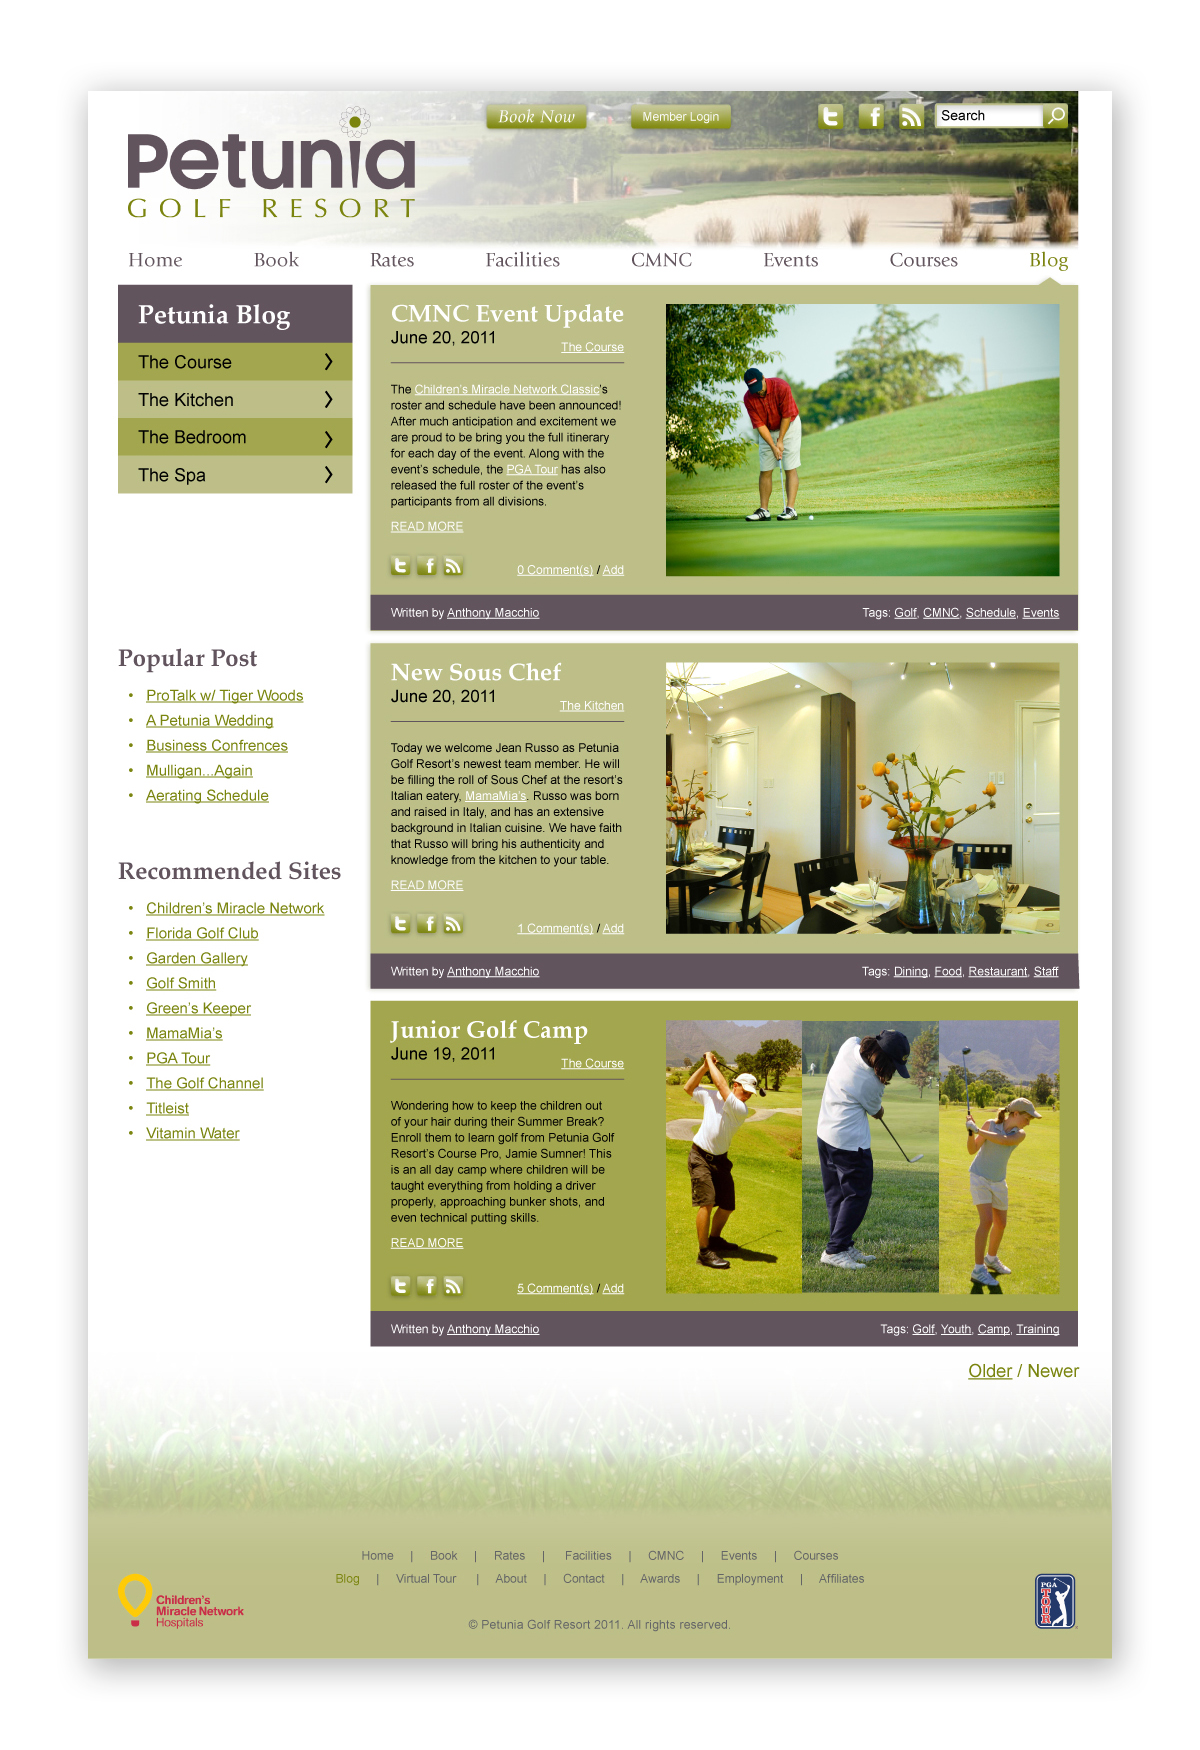 Petunia
GOLF RESORT
Book Now
Member Login
Search
Home
Book
Rates
Facilities
CMNC
Events
Courses
Blog
Petunia Blog
The Course
The Kitchen
The Bedroom
The Spa
Popular Post
• ProTalk w/ Tiger Woods
• A Petunia Wedding
• Business Confrences
• Mulligan...Again
• Aerating Schedule
Recommended Sites
• Children's Miracle Network
• Florida Golf Club
• Garden Gallery
• Golf Smith
• Green's Keeper
• MamaMia's
• PGA Tour
• The Golf Channel
• Titleist
• Vitamin Water
CMNC Event Update
June 20, 2011
The Course
The Children's Miracle Network Classic's
roster and schedule have been announced!
After much anticipation and excitement we
are proud to be bring you the full itinerary
for each day of the event. Along with the
event's schedule, the PGA Tour has also
released the full roster of the event's
participants from all divisions.
READ MORE
0 Comment(s) / Add
Written by Anthony Macchio
Tags: Golf, CMNC, Schedule, Events
New Sous Chef
June 20, 2011
The Kitchen
Today we welcome Jean Russo as Petunia
Golf Resort's newest team member. He will
be filling the roll of Sous Chef at the resort's
Italian eatery, MamaMia's. Russo was born
and raised in Italy, and has an extensive
background in Italian cuisine. We have faith
that Russo will bring his authenticity and
knowledge from the kitchen to your table.
READ MORE
1 Comment(s) / Add
Written by Anthony Macchio
Tags: Dining, Food, Restaurant, Staff
Junior Golf Camp
June 19, 2011
The Course
Wondering how to keep the children out
of your hair during their Summer Break?
Enroll them to learn golf from Petunia Golf
Resort's Course Pro, Jamie Sumner! This
is an all day camp where children will be
taught everything from holding a driver
properly, approaching bunker shots, and
even technical putting skills.
READ MORE
5 Comment(s) / Add
Written by Anthony Macchio
Tags: Golf, Youth, Camp, Training
Older / Newer
Home | Book | Rates | Facilities | CMNC | Events | Courses
Blog | Virtual Tour | About | Contact | Awards | Employment | Affiliates
© Petunia Golf Resort 2011. All rights reserved.
Children's
Miracle Network
Hospitals
PGA
TOUR